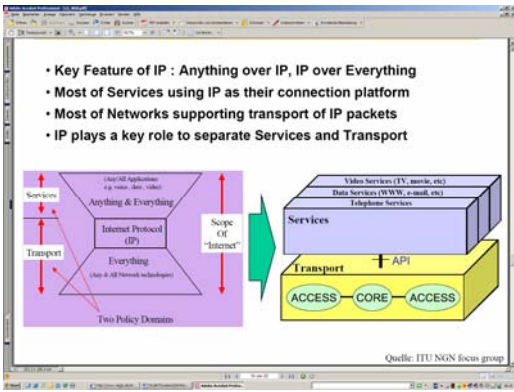 • Key Feature of IP : Anything over IP, IP over Everything
• Most of Services using IP as their connection platform
• Most of Networks supporting transport of IP packets
• IP plays a key role to separate Services and Transport
(Any/All Applications
e.g. voice, data, video)
Anything & Everything
Services
Internet Protocol
(IP)
Scope
Of
"Internet"
Transport
Everything
(Any & All Network technologies)
Two Policy Domains
Video Services (TV, movie, etc)
Data Services (WWW, e-mail, etc)
Telephone Services
Services
API
Transport
ACCESS
CORE
ACCESS
Quelle: ITU NGN focus group